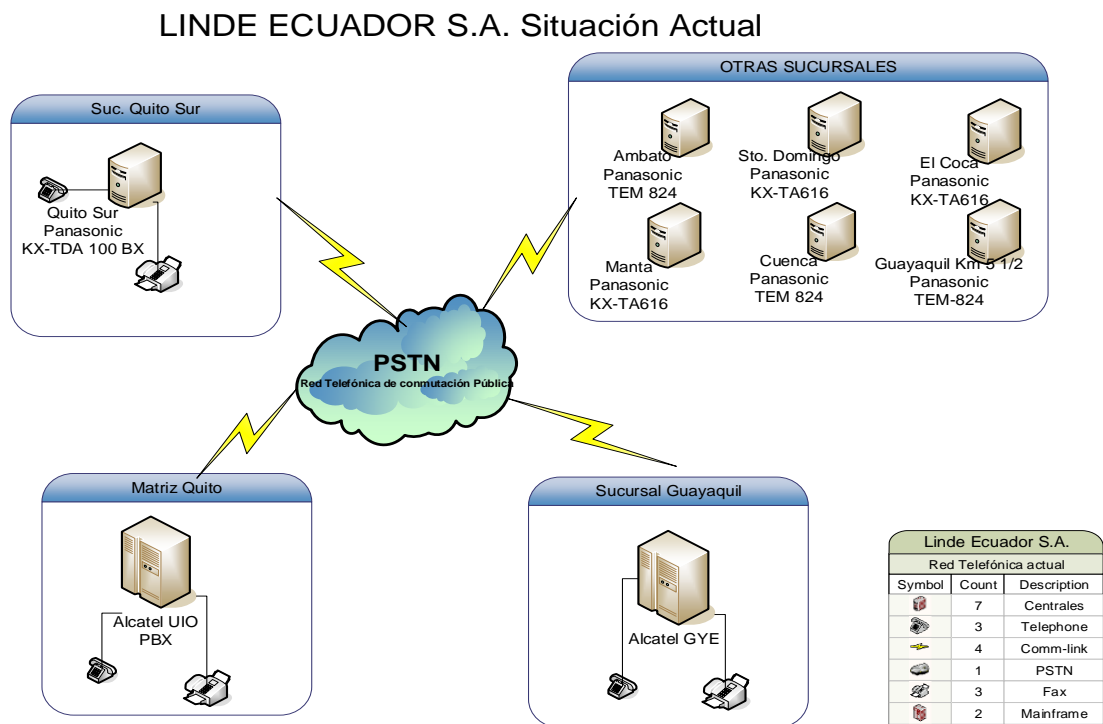 LINDE ECUADOR S.A. Situación Actual
Suc. Quito Sur
Quito Sur
Panasonic
KX-TDA 100 BX
OTRAS SUCURSALES
Ambato
Panasonic
TEM 824
Sto. Domingo
Panasonic
KX-TA616
El Coca
Panasonic
KX-TA616
Manta
Panasonic
KX-TA616
Cuenca
Panasonic
TEM 824
Guayaquil Km 5 1/2
Panasonic
TEM-824
PSTN
Red Telefónica de conmutación Pública
Matriz Quito
Alcatel UIO
PBX
Sucursal Guayaquil
Alcatel GYE
Linde Ecuador S.A.
Red Telefónica actual
Symbol Count Description
7 Centrales
3 Telephone
4 Comm-link
1 PSTN
3 Fax
2 Mainframe